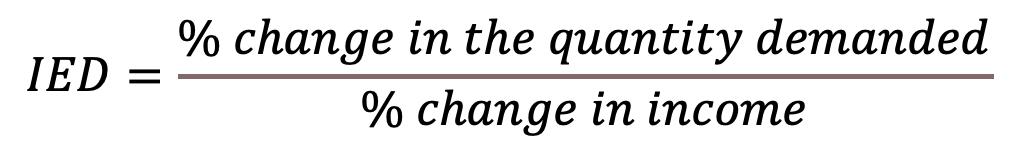 % change in the quantity demanded
IED =
% change in income